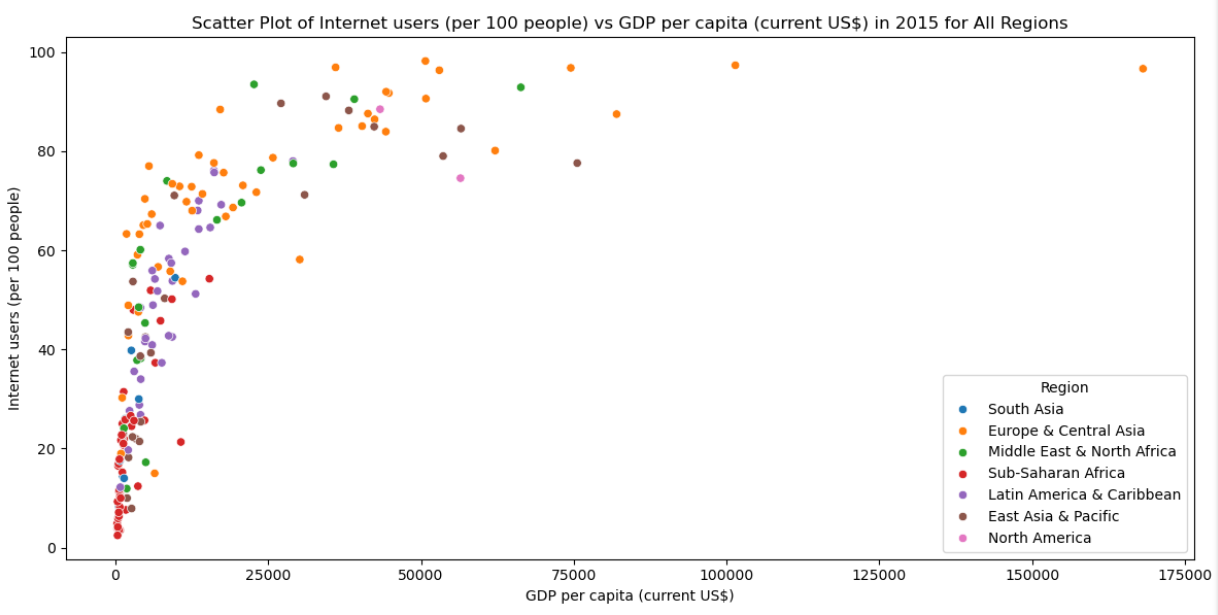 Scatter Plot of Internet users (per 100 people) vs GDP per capita (current US$) in 2015 for All Regions
Internet users (per 100 people)
100
80
60
40
20
0
Region
South Asia
Europe & Central Asia
Middle East & North Africa
Sub-Saharan Africa
Latin America & Caribbean
East Asia & Pacific
North America
0 25000 50000 75000 100000 125000 150000 175000
GDP per capita (current US$)